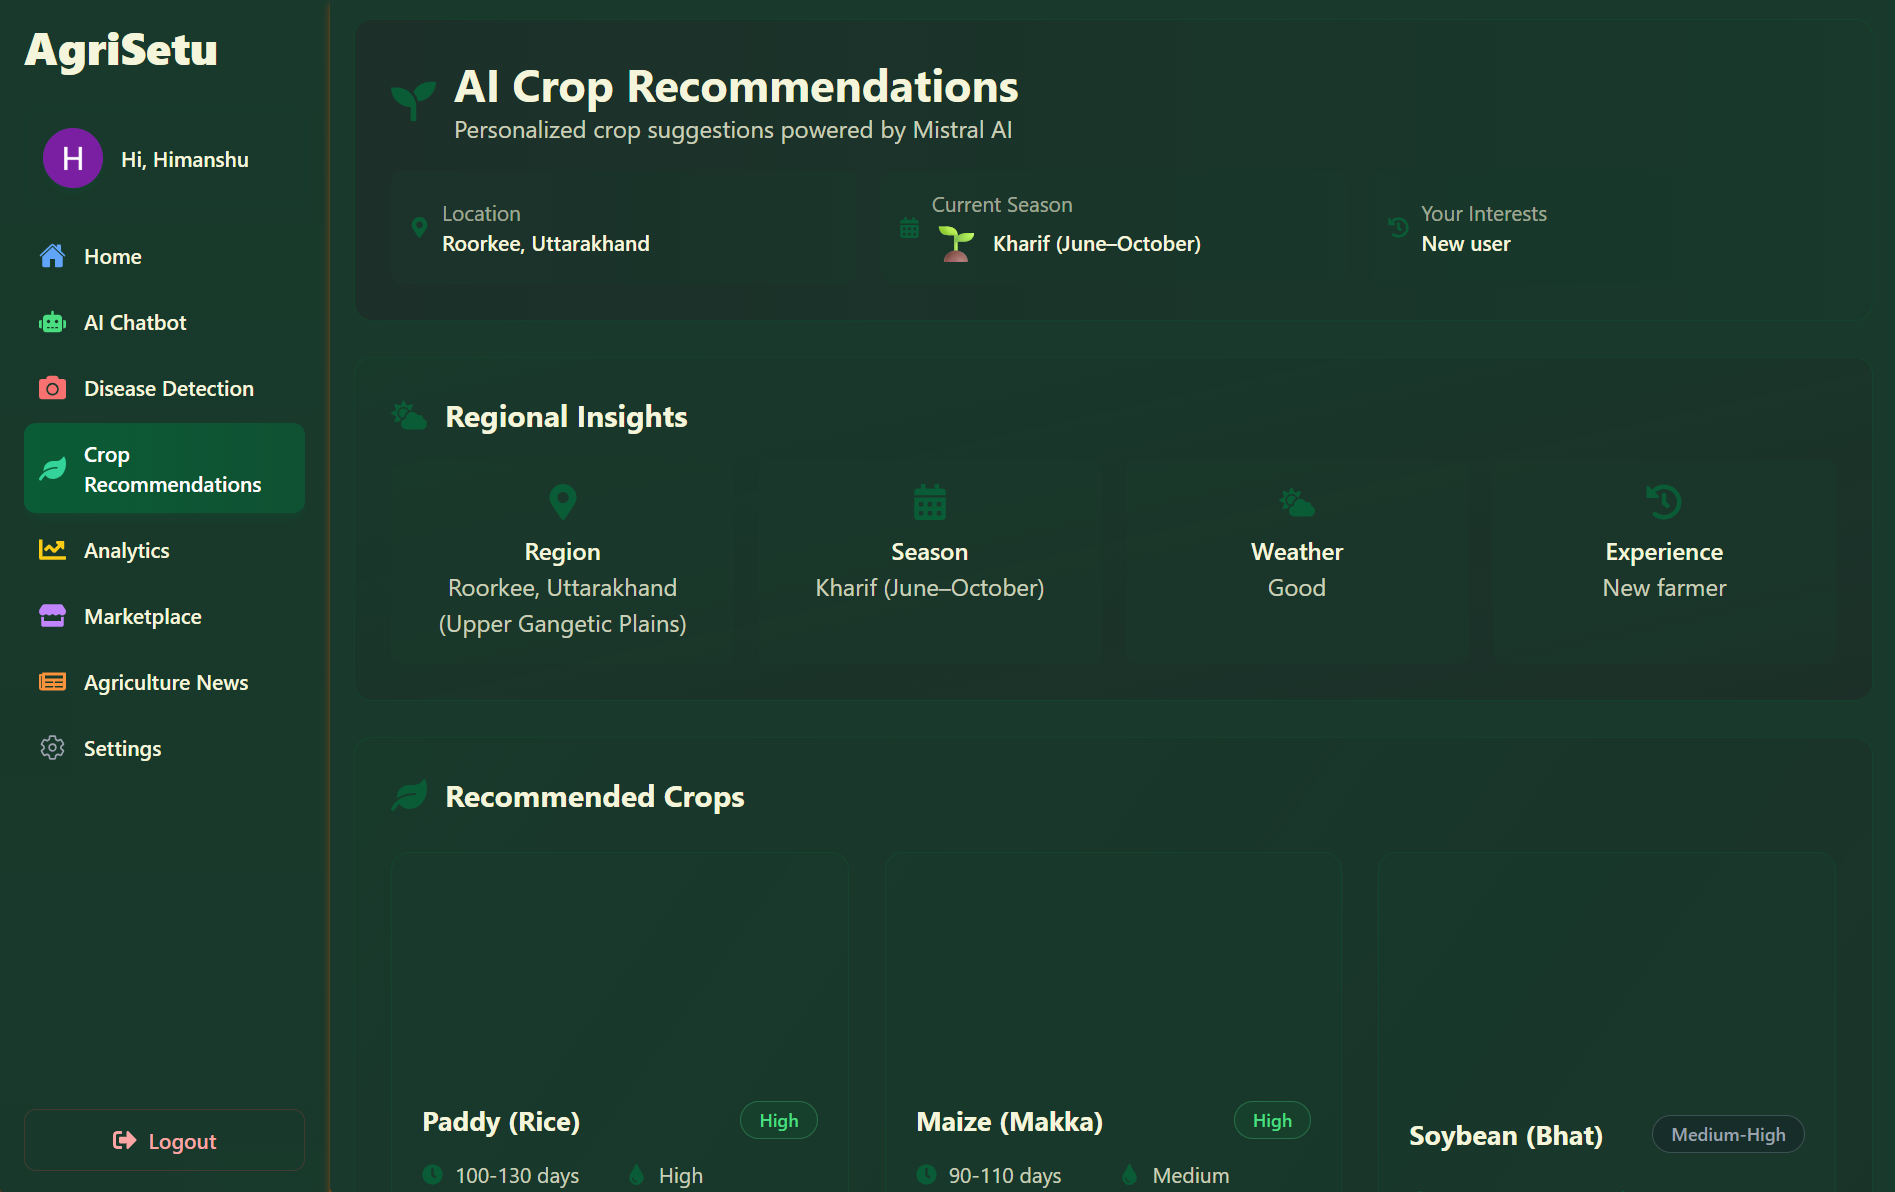 AgriSetu
H
Hi, Himanshu
Home
AI Chatbot
Disease Detection
Crop
Recommendations
Analytics
Marketplace
Agriculture News
Settings
Logout
AI Crop Recommendations
Personalized crop suggestions powered by Mistral AI
Location
Roorkee, Uttarakhand
Current Season
Kharif (June–October)
Your Interests
New user
Regional Insights
Region
Roorkee, Uttarakhand
(Upper Gangetic Plains)
Season
Kharif (June–October)
Weather
Good
Experience
New farmer
Recommended Crops
Paddy (Rice)
High
100-130 days
High
Maize (Makka)
High
90-110 days
Medium
Soybean (Bhat)
Medium-High